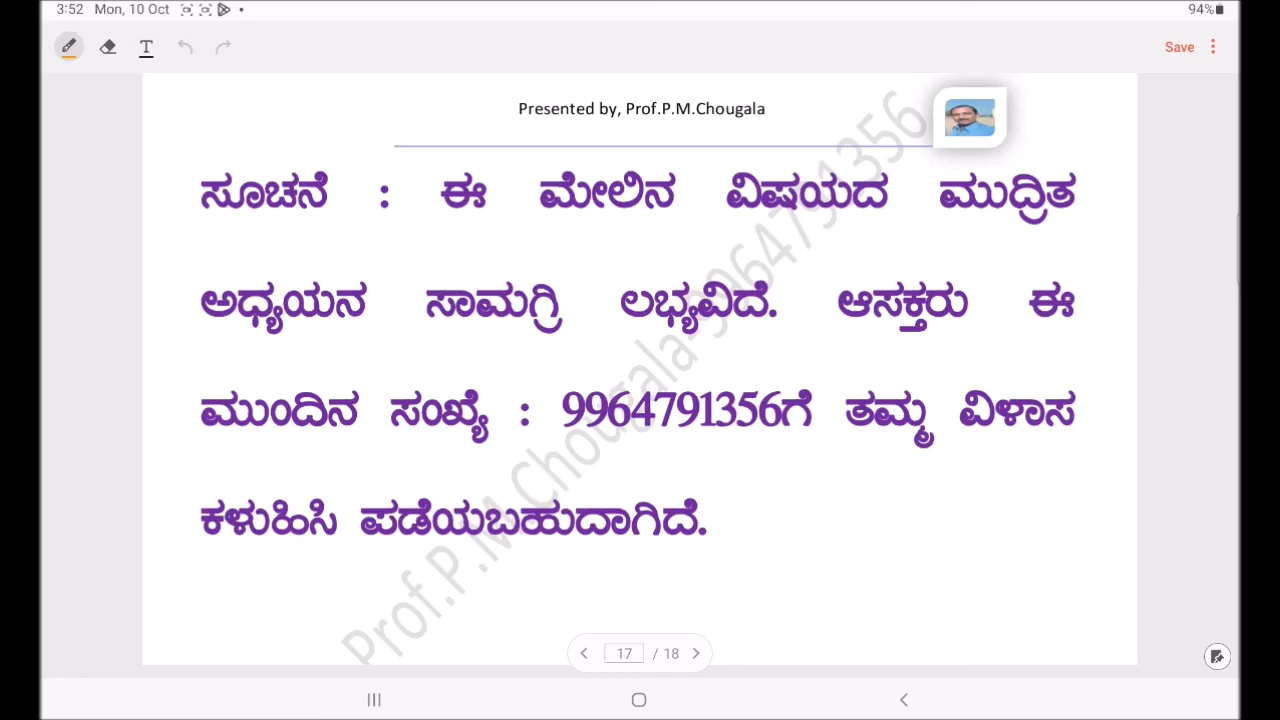 3:52 Mon, 10 Oct
94%
T
Save
Presented by, Prof.P.M.Chougala
ಸೂಚನೆ : ಈ ಮೇಲಿನ ವಿಷಯದ ಮುದ್ರಿತ
ಅಧ್ಯಯನ ಸಾಮಗ್ರಿ ಲಭ್ಯವಿದೆ. ಆಸಕ್ತರು ಈ
ಮುಂದಿನ ಸಂಖ್ಯೆ : 9964791356ಗೆ ತಮ್ಮ ವಿಳಾಸ
ಕಳುಹಿಸಿ ಪಡೆಯಬಹುದಾಗಿದೆ.
Prof.P.M.Chougala-9964791356
17 / 18